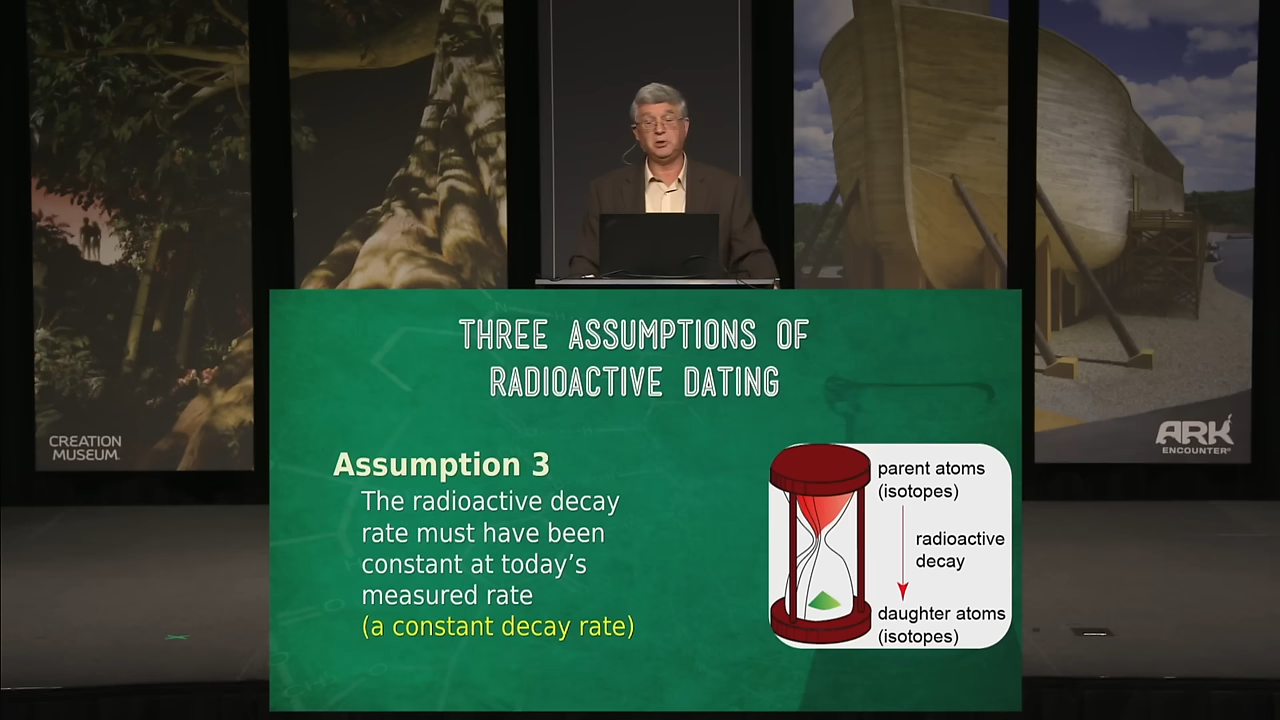 CREATION
MUSEUM
ARK
ENCOUNTER
THREE ASSUMPTIONS OF
RADIOACTIVE DATING
Assumption 3
The radioactive decay
rate must have been
constant at today's
measured rate
(a constant decay rate)
parent atoms
(isotopes)
radioactive
decay
daughter atoms
(isotopes)